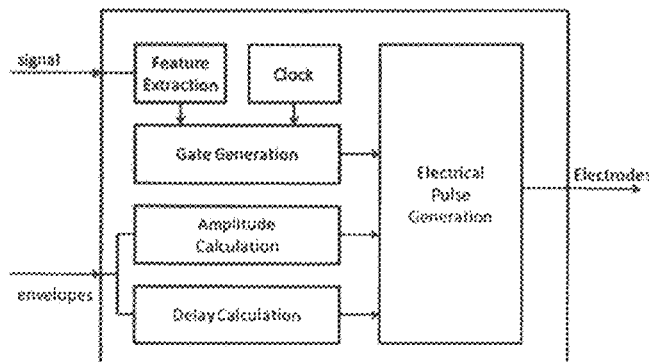 signal
Feature
Extraction
Clock
Gate Generation
Electrical
Pulse
Generation
Electrodes
Amplitude
Calculation
envelopes
Delay Calculation